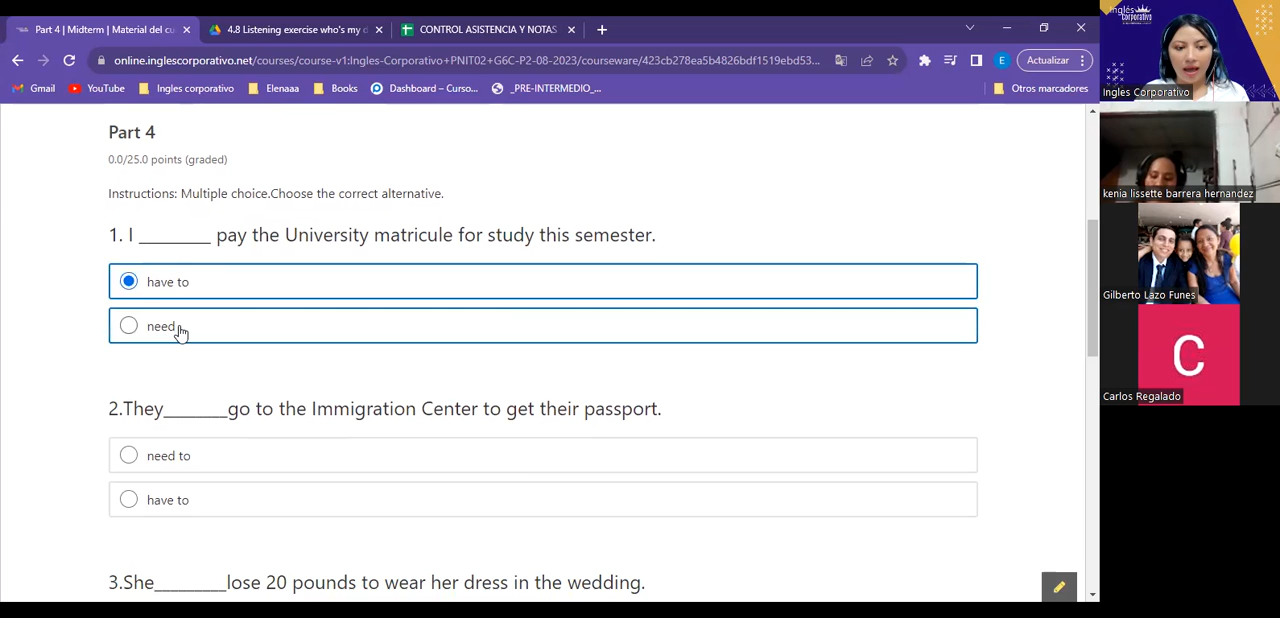 Part 4 | Midterm | Material del cu
4.8 Listening exercise who's my d
CONTROL ASISTENCIA Y NOTAS
online.inglescorporativo.net/courses/course-v1:Ingles-Corporativo+PNIT02+G6C-P2-08-2023/courseware/423cb278ea5b4826bdf1519ebd53...
E
Actualizar
Gmail
YouTube
Ingles corporativo
Elenaaa
Books
Dashboard – Curso...
_PRE-INTERMEDIO_...
Otros marcadores
Part 4
0.0/25.0 points (graded)
Instructions: Multiple choice.Choose the correct alternative.
1. I ________ pay the University matricule for study this semester.
have to
need
2.They_______go to the Immigration Center to get their passport.
need to
have to
3.She________lose 20 pounds to wear her dress in the wedding.
Inglés
Corporativo
Ingles Corporativo
kenia lissette barrera hernandez
Gilberto Lazo Funes
C
Carlos Regalado